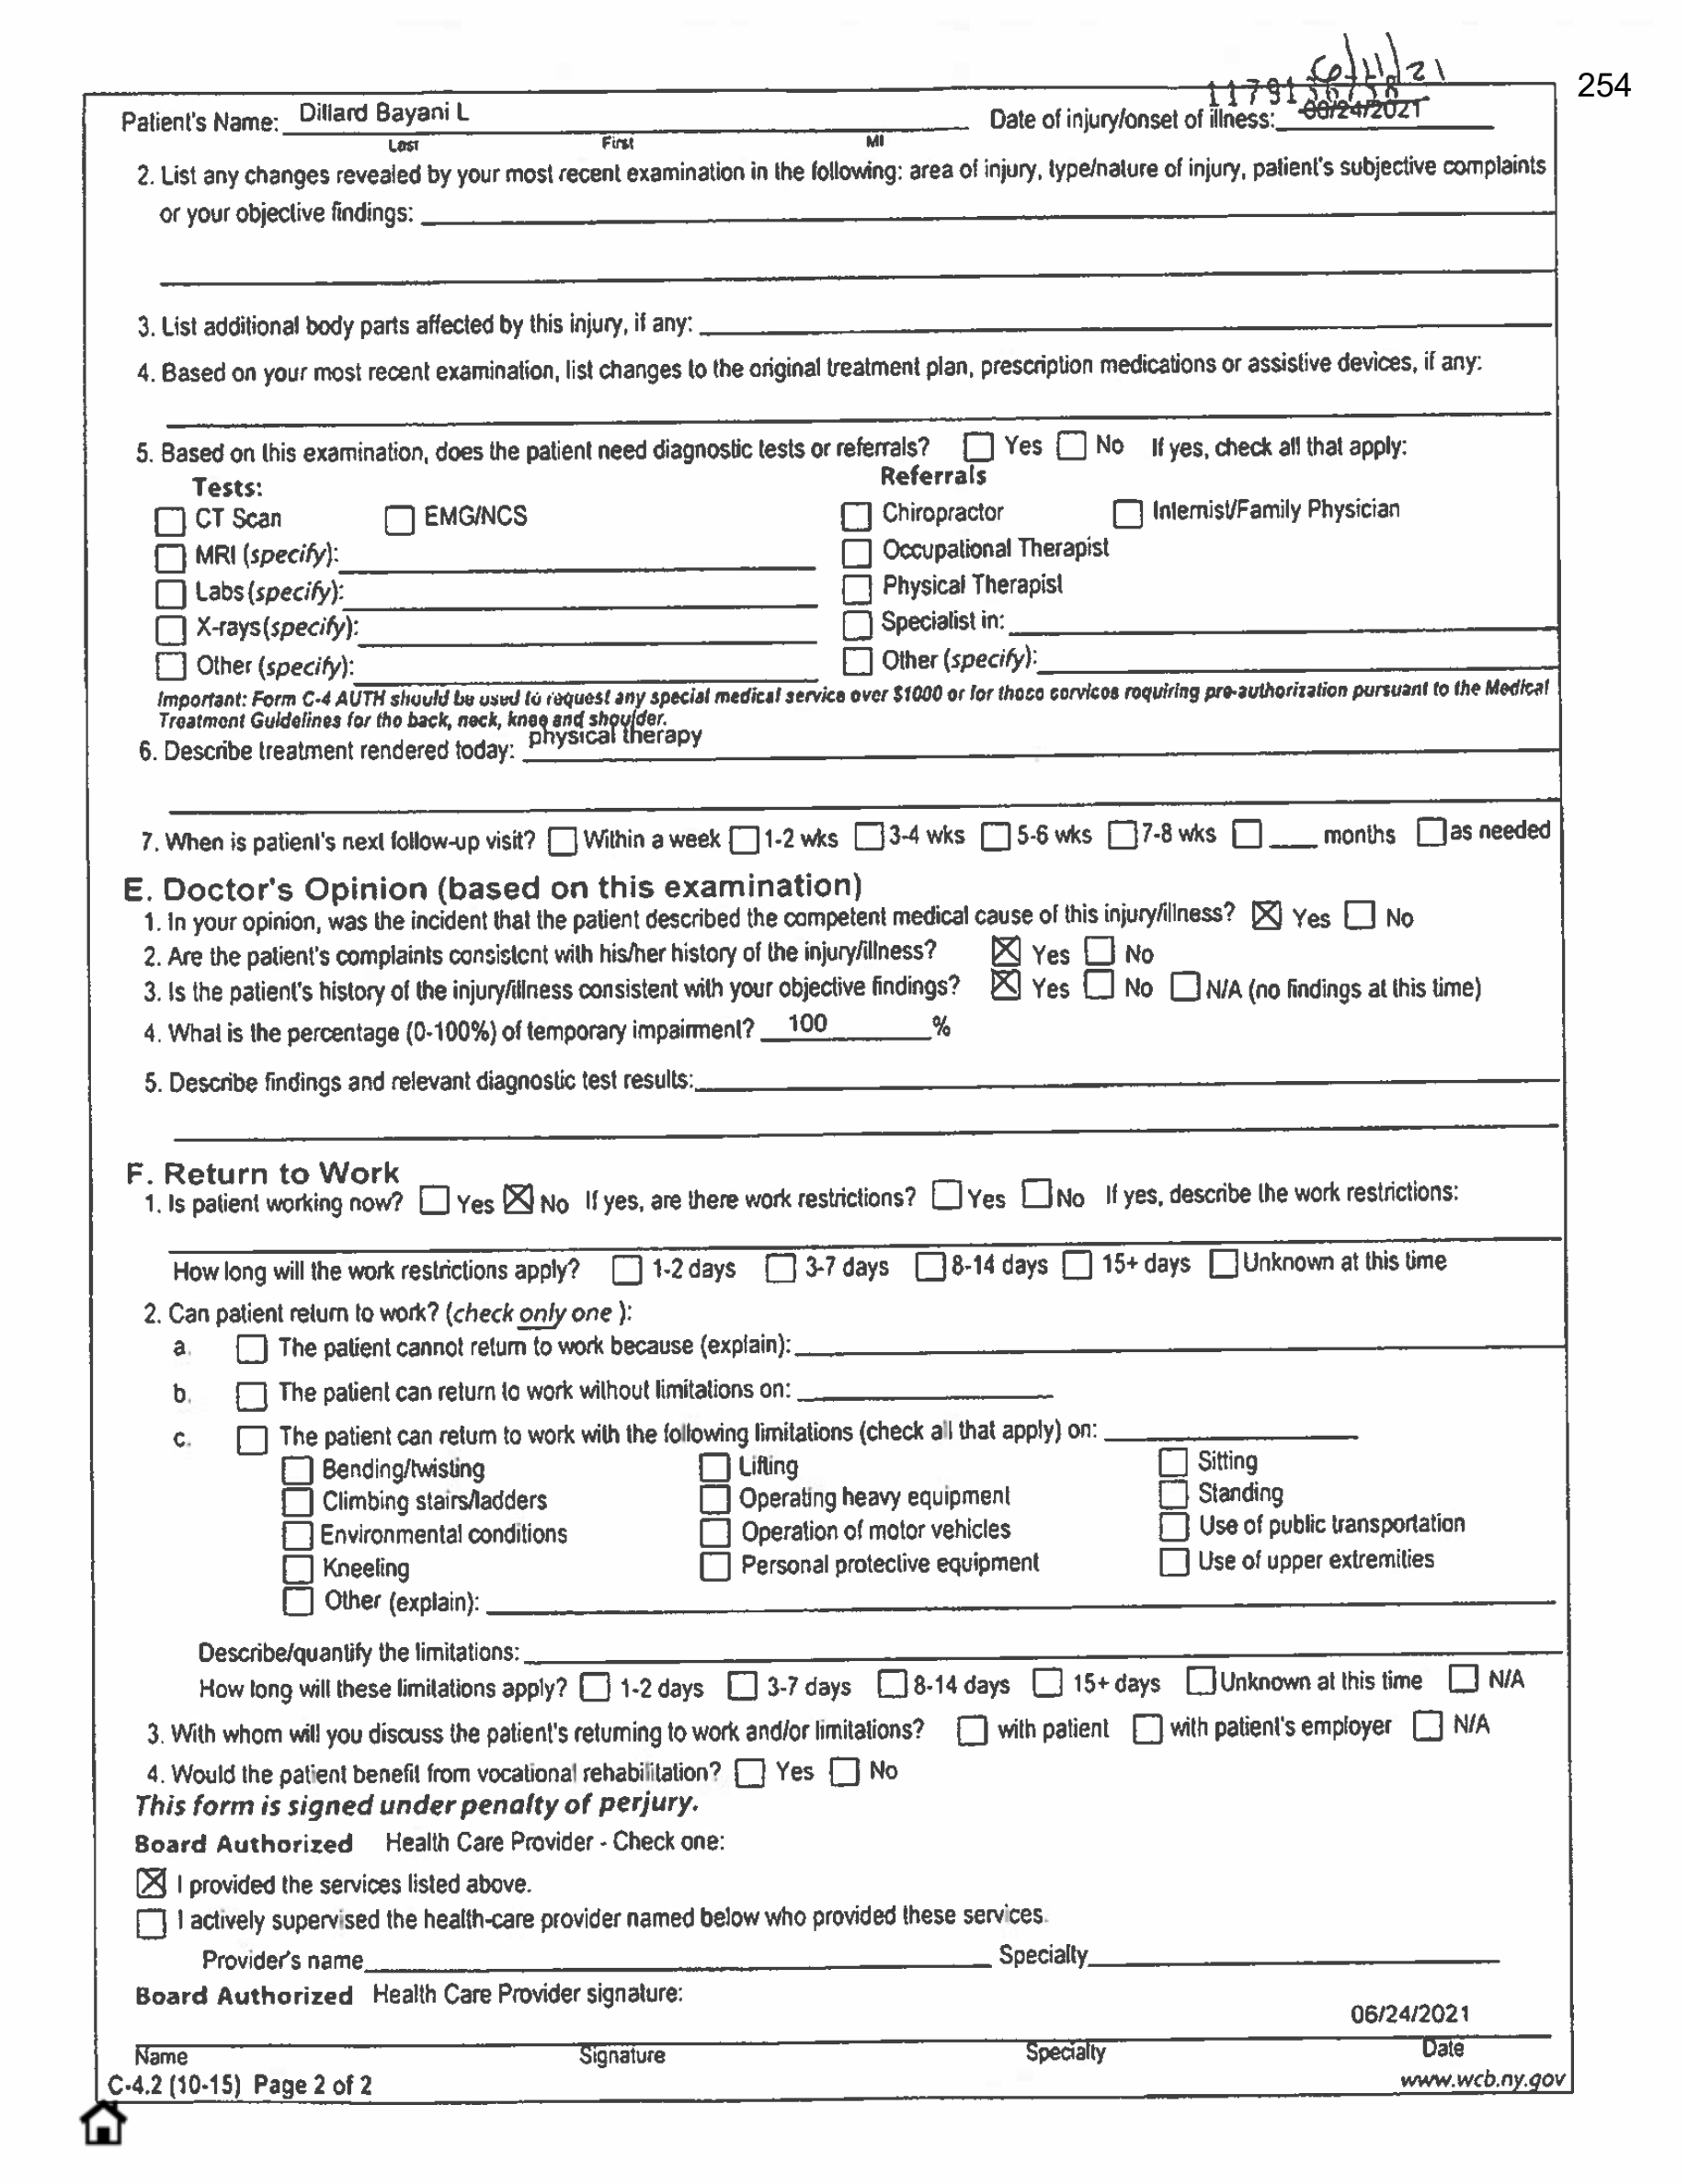 6/11/21
254
Patient's Name: Dillard Bayani L Date of injury/onset of illness: 06/24/2021
Last First MI
2. List any changes revealed by your most recent examination in the following: area of injury, type/nature of injury, patient's subjective complaints
or your objective findings:
3. List additional body parts affected by this injury, if any:
4. Based on your most recent examination, list changes to the original treatment plan, prescription medications or assistive devices, if any:
5. Based on this examination, does the patient need diagnostic tests or referrals? ☐ Yes ☐ No If yes, check all that apply:
Tests: Referrals
☐ CT Scan ☐ EMG/NCS ☐ Chiropractor ☐ Internist/Family Physician
☐ MRI (specify): ☐ Occupational Therapist
☐ Labs (specify): ☐ Physical Therapist
☐ X-rays (specify): ☐ Specialist in:
☐ Other (specify): ☐ Other (specify):
Important: Form C-4 AUTH should be used to request any special medical service over $1000 or for those services requiring pre-authorization pursuant to the Medical
Treatment Guidelines for the back, neck, knee and shoulder.
6. Describe treatment rendered today: physical therapy
7. When is patient's next follow-up visit? ☐ Within a week ☐ 1-2 wks ☐ 3-4 wks ☐ 5-6 wks ☐ 7-8 wks ☐ ___ months ☐ as needed
E. Doctor's Opinion (based on this examination)
1. In your opinion, was the incident that the patient described the competent medical cause of this injury/illness? ☒ Yes ☐ No
2. Are the patient's complaints consistent with his/her history of the injury/illness? ☒ Yes ☐ No
3. Is the patient's history of the injury/illness consistent with your objective findings? ☒ Yes ☐ No ☐ N/A (no findings at this time)
4. What is the percentage (0-100%) of temporary impairment? 100 %
5. Describe findings and relevant diagnostic test results:
F. Return to Work
1. Is patient working now? ☐ Yes ☒ No If yes, are there work restrictions? ☐ Yes ☐ No If yes, describe the work restrictions:
How long will the work restrictions apply? ☐ 1-2 days ☐ 3-7 days ☐ 8-14 days ☐ 15+ days ☐ Unknown at this time
2. Can patient return to work? (check only one ):
a. ☐ The patient cannot return to work because (explain):
b. ☐ The patient can return to work without limitations on:
c. ☐ The patient can return to work with the following limitations (check all that apply) on:
☐ Bending/twisting ☐ Lifting ☐ Sitting
☐ Climbing stairs/ladders ☐ Operating heavy equipment ☐ Standing
☐ Environmental conditions ☐ Operation of motor vehicles ☐ Use of public transportation
☐ Kneeling ☐ Personal protective equipment ☐ Use of upper extremities
☐ Other (explain):
Describe/quantify the limitations:
How long will these limitations apply? ☐ 1-2 days ☐ 3-7 days ☐ 8-14 days ☐ 15+ days ☐ Unknown at this time ☐ N/A
3. With whom will you discuss the patient's returning to work and/or limitations? ☐ with patient ☐ with patient's employer ☐ N/A
4. Would the patient benefit from vocational rehabilitation? ☐ Yes ☐ No
This form is signed under penalty of perjury.
Board Authorized Health Care Provider - Check one:
☒ I provided the services listed above.
☐ I actively supervised the health-care provider named below who provided these services.
Provider's name Specialty
Board Authorized Health Care Provider signature:
06/24/2021
Name Signature Specialty Date
C-4.2 (10-15) Page 2 of 2 www.wcb.ny.gov